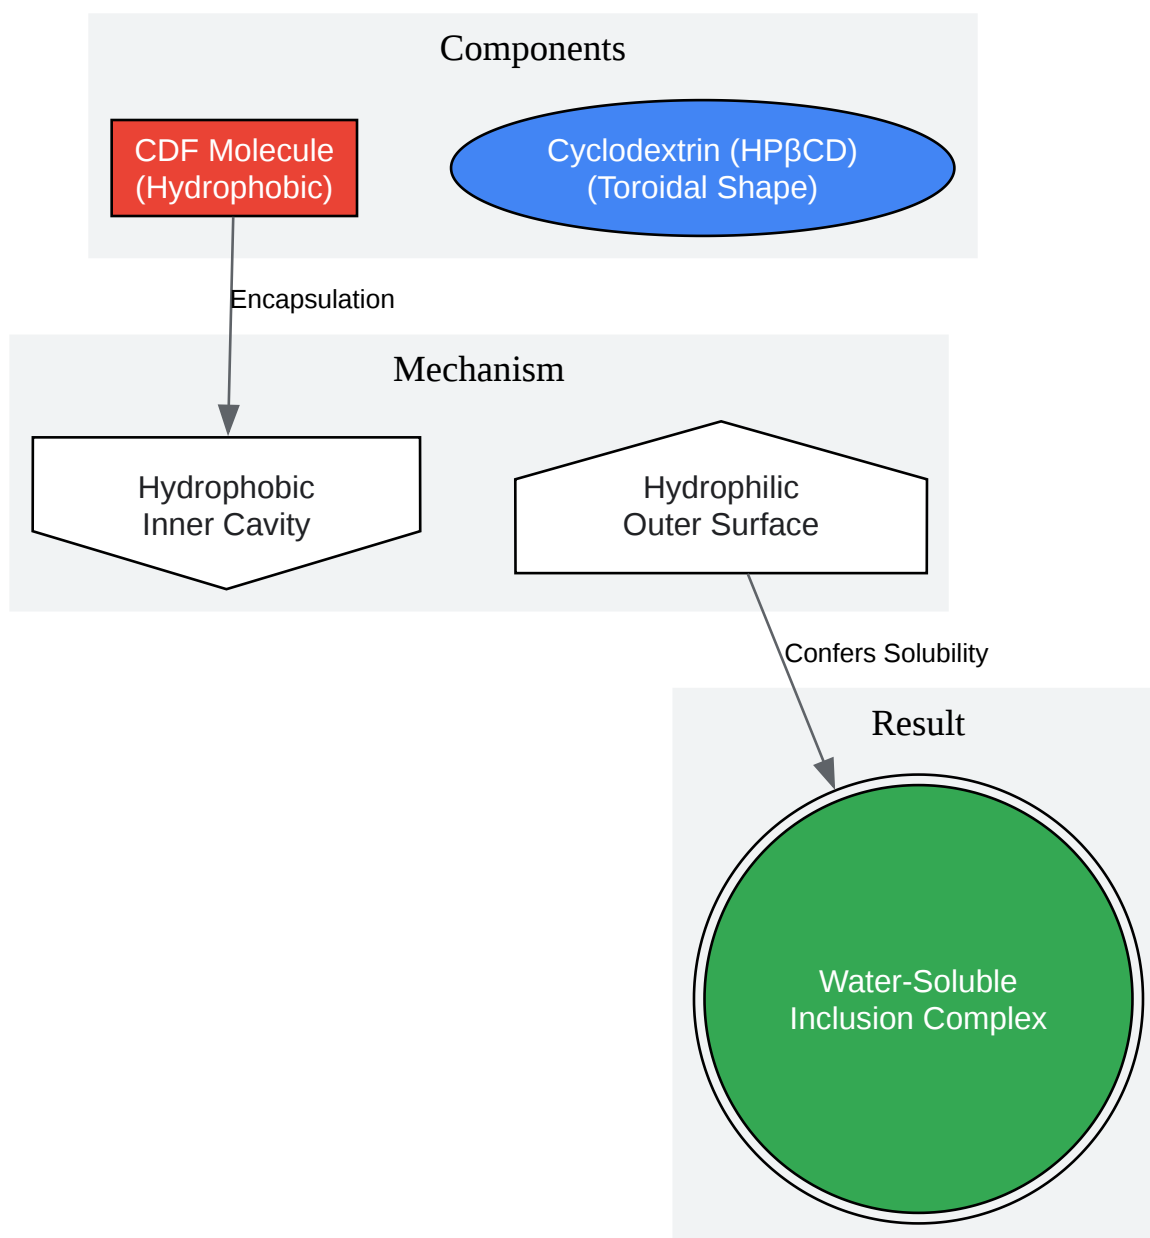 Components
CDF Molecule
(Hydrophobic)
Cyclodextrin (HPβCD)
(Toroidal Shape)
Encapsulation
Mechanism
Hydrophobic
Inner Cavity
Hydrophilic
Outer Surface
Confers Solubility
Result
Water-Soluble
Inclusion Complex